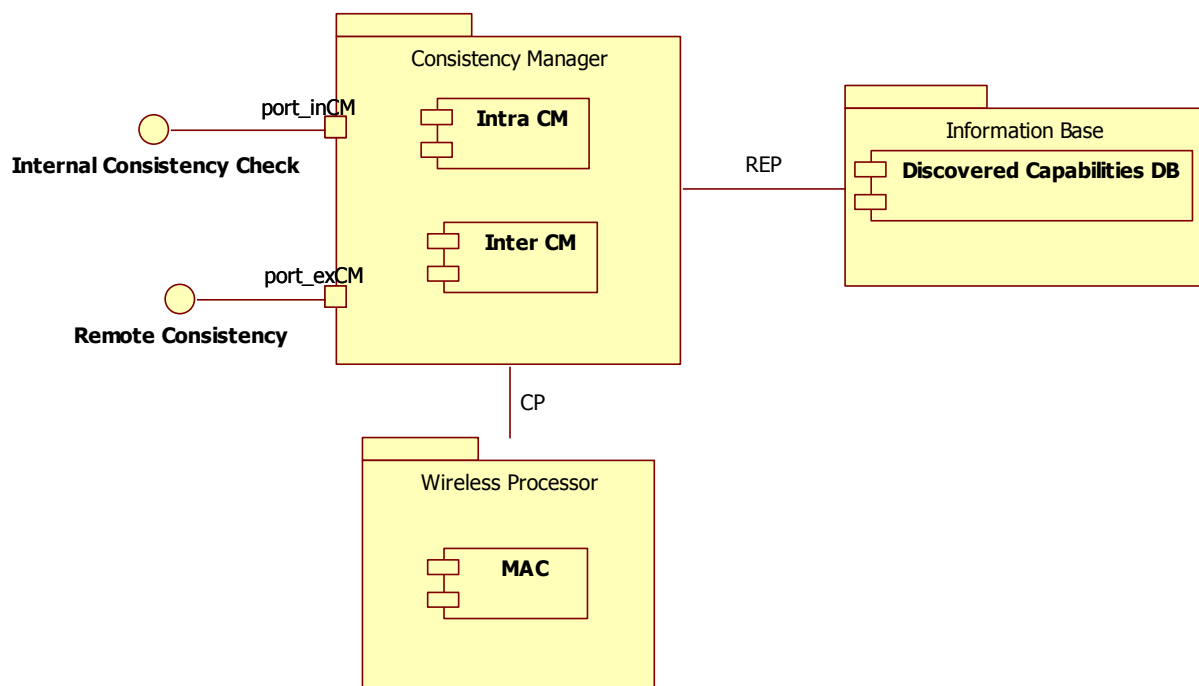 Consistency Manager
port_inCM
Intra CM
Internal Consistency Check
Information Base
Discovered Capabilities DB
REP
Inter CM
port_exCM
Remote Consistency
CP
Wireless Processor
MAC